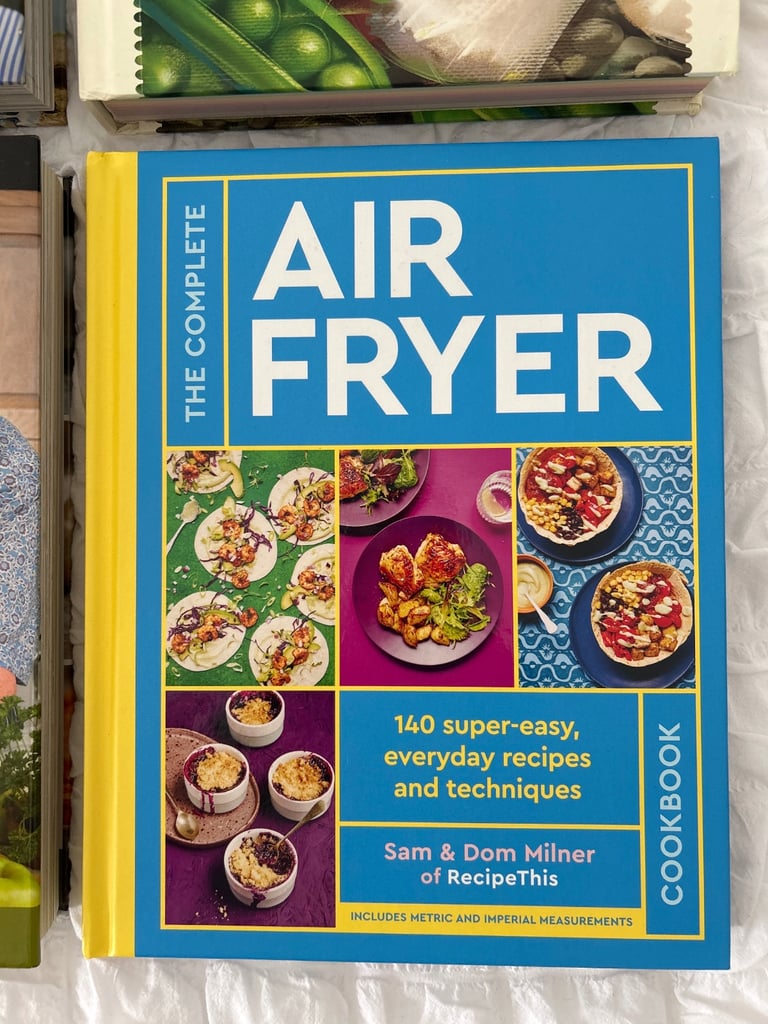 THE COMPLETE
AIR
FRYER
COOKBOOK
140 super-easy,
everyday recipes
and techniques
Sam & Dom Milner
of RecipeThis
INCLUDES METRIC AND IMPERIAL MEASUREMENTS